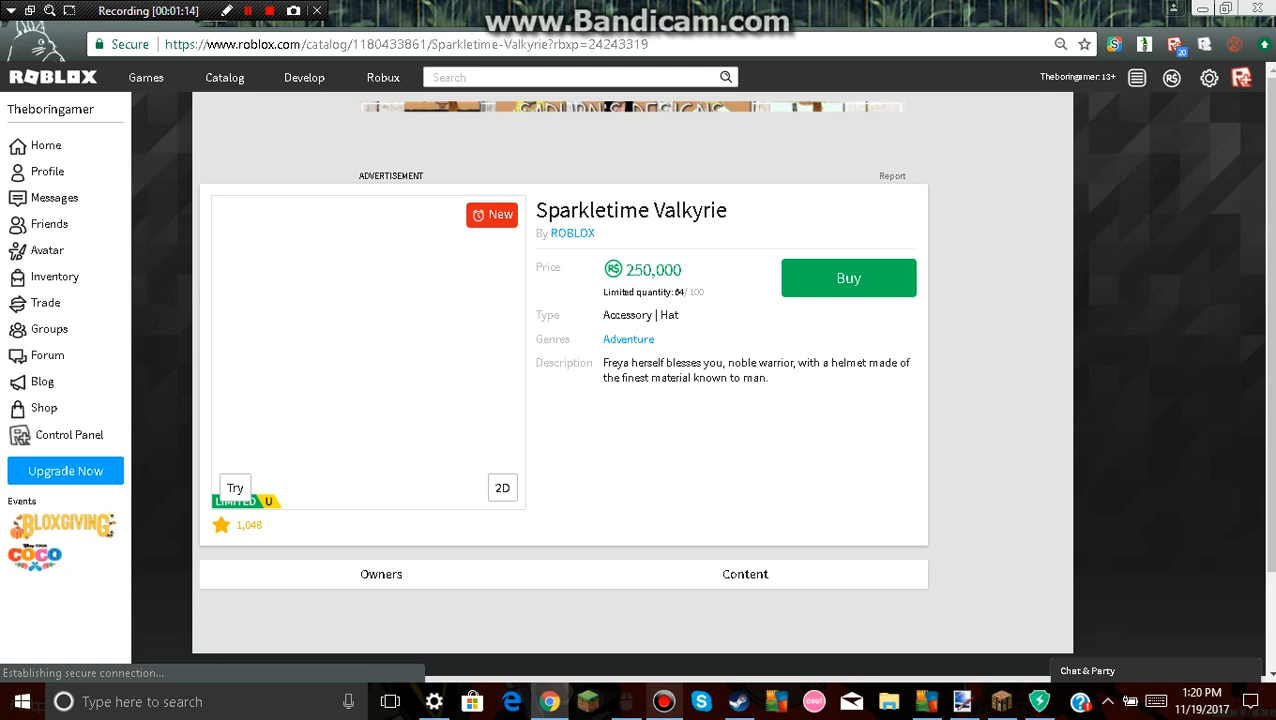 Recording [00:01:14]
www.Bandicam.com
Secure
https://www.roblox.com/catalog/1180433861/Sparkletime-Valkyrie?rbxp=24243319
20
ROBLOX
Games
Catalog
Develop
Robux
Search
Theboringamer: 13+
Theboringamer
Home
Profile
Messages
Friends
Avatar
Inventory
Trade
Groups
Forum
Blog
Shop
Control Panel
Upgrade Now
Events
BLOXGIVING
COCO
ADVERTISEMENT
Report
New
Try
2D
LIMITED U
1,048
Sparkletime Valkyrie
By ROBLOX
Price
R$ 250,000
Limited quantity: 64/ 100
Buy
Type
Accessory | Hat
Genres
Adventure
Description
Freya herself blesses you, noble warrior, with a helmet made of
the finest material known to man.
Owners
Content
Establishing secure connection...
Chat & Party
Type here to search
osu!
1:20 PM
11/19/2017